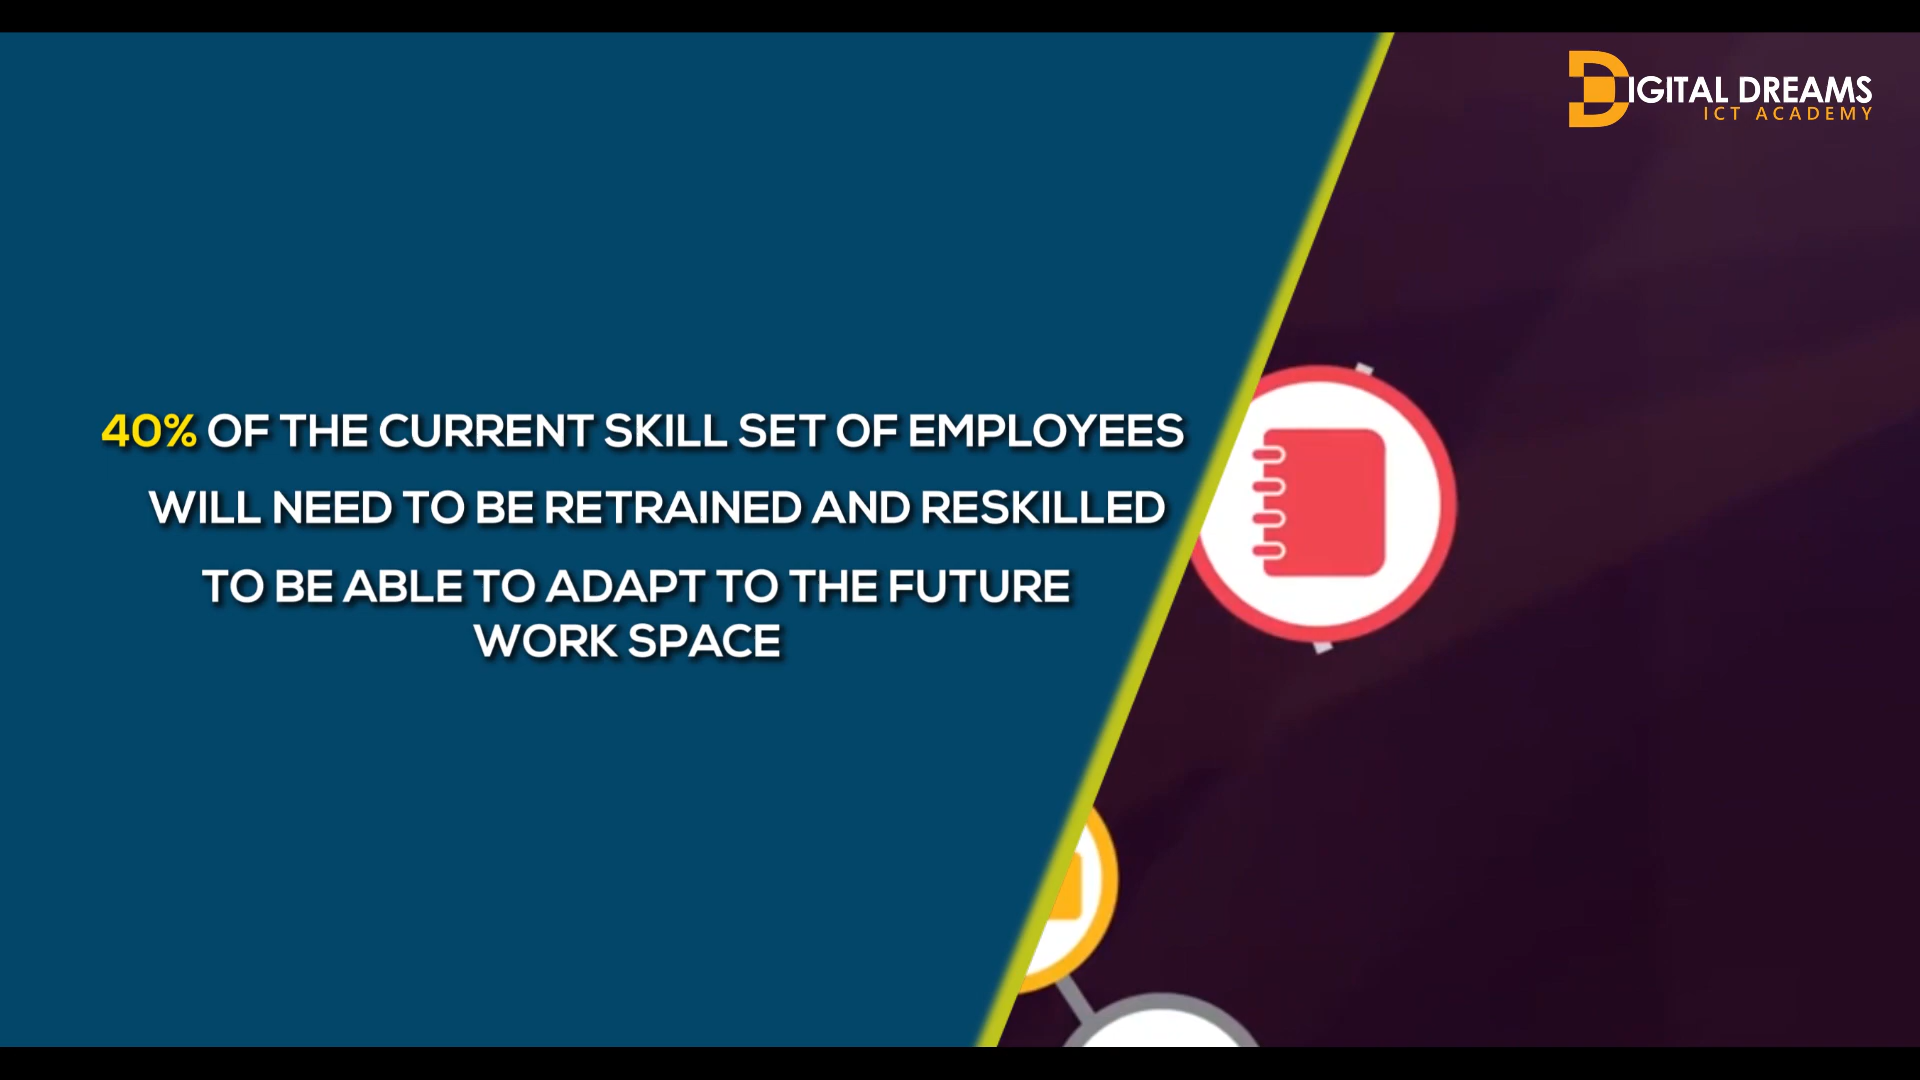 DIGITAL DREAMS
ICT ACADEMY
40% OF THE CURRENT SKILL SET OF EMPLOYEES
WILL NEED TO BE RETRAINED AND RESKILLED
TO BE ABLE TO ADAPT TO THE FUTURE
WORK SPACE